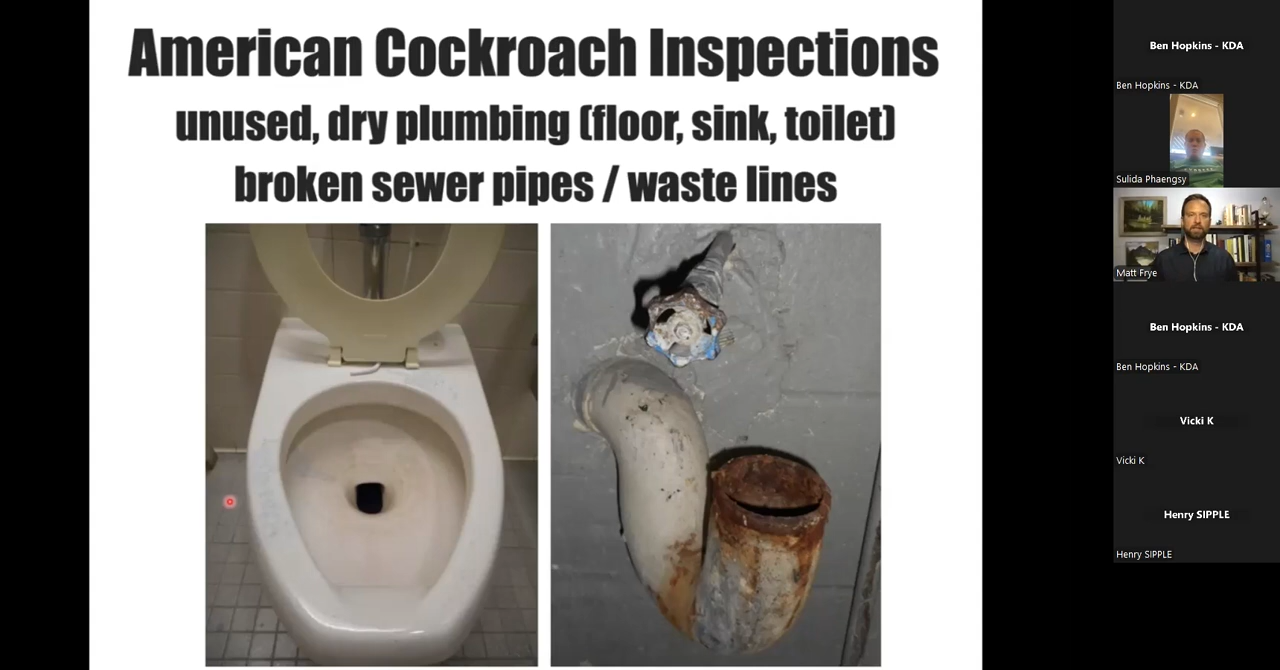 American Cockroach Inspections
unused, dry plumbing (floor, sink, toilet)
broken sewer pipes / waste lines
Ben Hopkins - KDA
Ben Hopkins - KDA
Sulida Phaengsy
Matt Frye
Ben Hopkins - KDA
Ben Hopkins - KDA
Vicki K
Vicki K
Henry SIPPLE
Henry SIPPLE